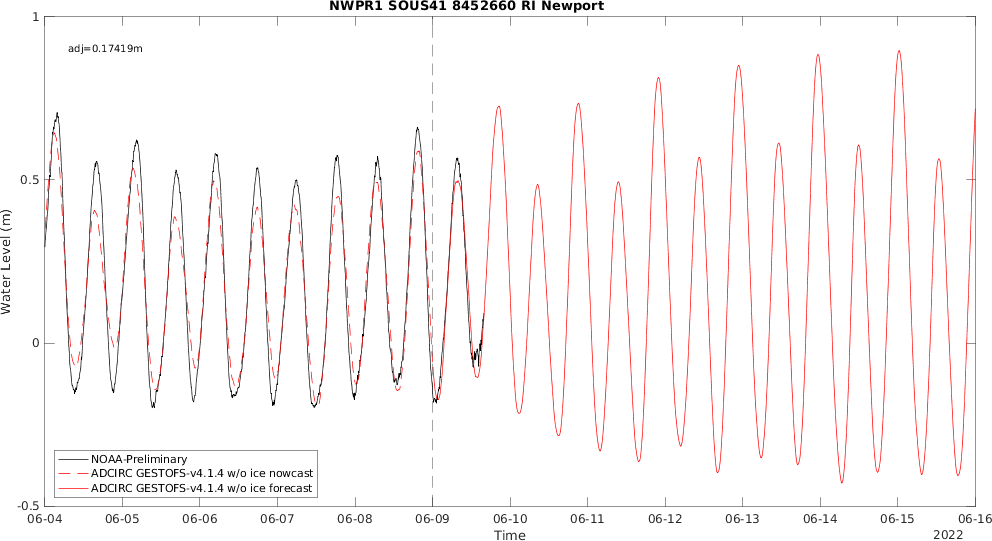 NWPR1 SOUS41 8452660 RI Newport
adj=0.17419m
Water Level (m)
1
0.5
0
-0.5
NOAA-Preliminary
ADCIRC GESTOFS-v4.1.4 w/o ice nowcast
ADCIRC GESTOFS-v4.1.4 w/o ice forecast
06-04 06-05 06-06 06-07 06-08 06-09 06-10 06-11 06-12 06-13 06-14 06-15 06-16
Time
2022